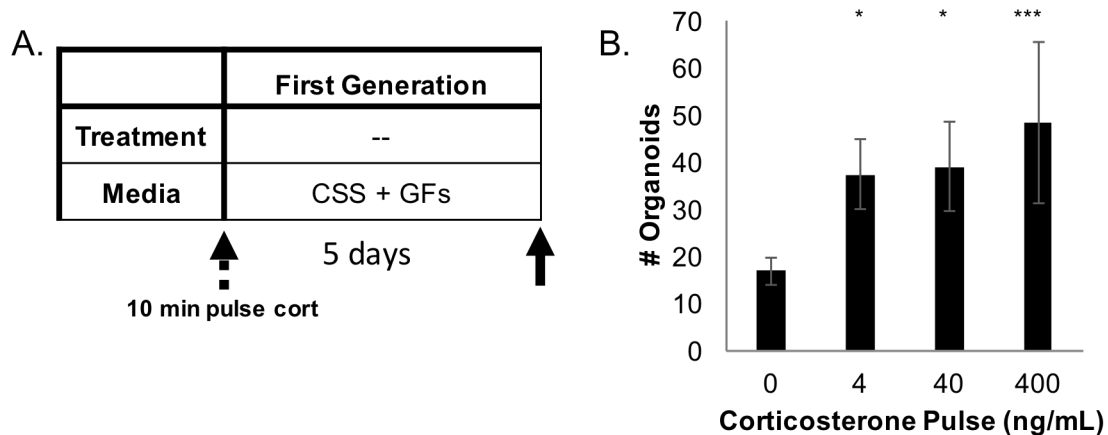 A.
First Generation
Treatment
--
Media
CSS + GFs
5 days
10 min pulse cort
B.
* * ***
# Organoids
70
60
50
40
30
20
10
0
0 4 40 400
Corticosterone Pulse (ng/mL)